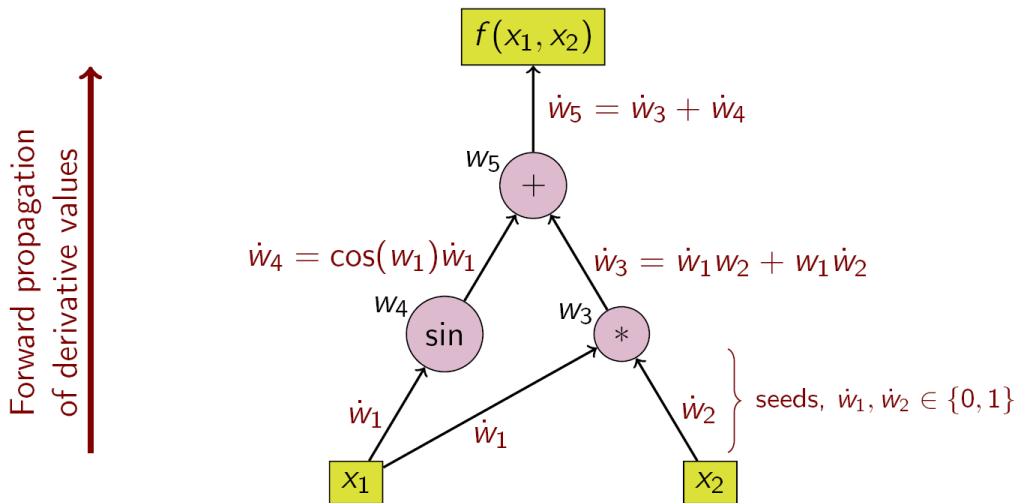 f(x₁, x₂)
ẇ₅ = ẇ₃ + ẇ₄
w₅
+
ẇ₄ = cos(w₁)ẇ₁
ẇ₃ = ẇ₁w₂ + w₁ẇ₂
w₄
sin
w₃
*
ẇ₁
ẇ₁
ẇ₂
seeds, ẇ₁, ẇ₂ ∈ {0, 1}
x₁
x₂
Forward propagation
of derivative values